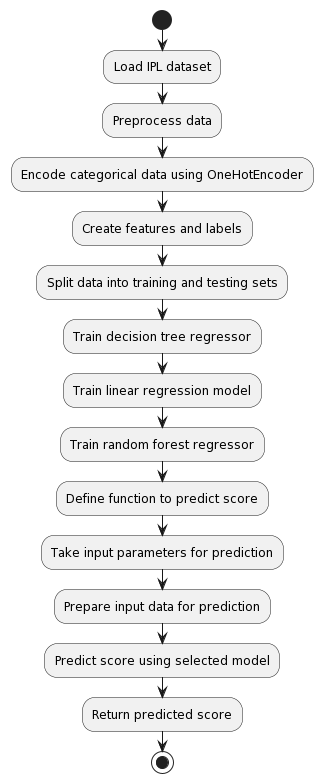 Load IPL dataset
Preprocess data
Encode categorical data using OneHotEncoder
Create features and labels
Split data into training and testing sets
Train decision tree regressor
Train linear regression model
Train random forest regressor
Define function to predict score
Take input parameters for prediction
Prepare input data for prediction
Predict score using selected model
Return predicted score